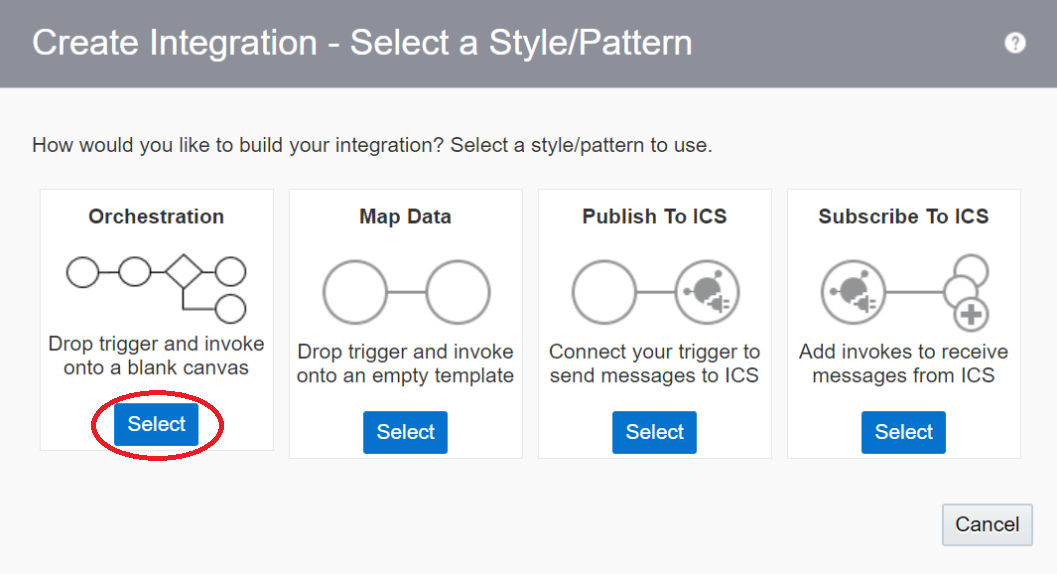 Create Integration - Select a Style/Pattern
?
How would you like to build your integration? Select a style/pattern to use.
Orchestration
Drop trigger and invoke
onto a blank canvas
Select
Map Data
Drop trigger and invoke
onto an empty template
Select
Publish To ICS
Connect your trigger to
send messages to ICS
Select
Subscribe To ICS
Add invokes to receive
messages from ICS
Select
Cancel